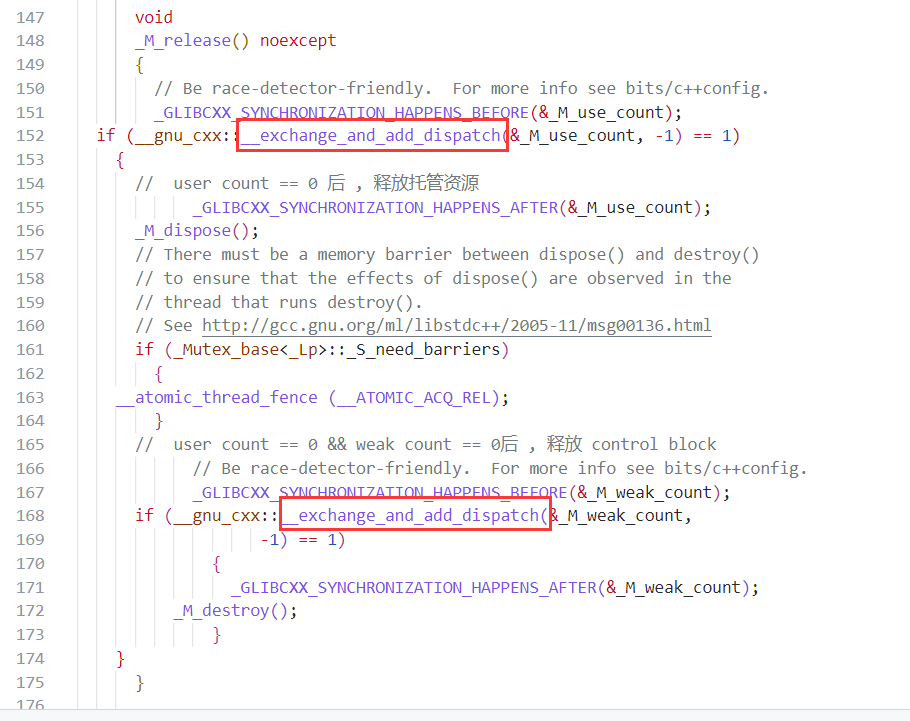 147 void
148 _M_release() noexcept
149 {
150 // Be race-detector-friendly.  For more info see bits/c++config.
151 _GLIBCXX_SYNCHRONIZATION_HAPPENS_BEFORE(&_M_use_count);
152 if (__gnu_cxx::__exchange_and_add_dispatch(&_M_use_count, -1) == 1)
153 {
154 //  user count == 0 后 , 释放托管资源
155 _GLIBCXX_SYNCHRONIZATION_HAPPENS_AFTER(&_M_use_count);
156 _M_dispose();
157 // There must be a memory barrier between dispose() and destroy()
158 // to ensure that the effects of dispose() are observed in the
159 // thread that runs destroy().
160 // See http://gcc.gnu.org/ml/libstdc++/2005-11/msg00136.html
161 if (_Mutex_base<_Lp>::_S_need_barriers)
162 {
163 __atomic_thread_fence (__ATOMIC_ACQ_REL);
164 }
165 //  user count == 0 && weak count == 0后 , 释放 control block
166 // Be race-detector-friendly.  For more info see bits/c++config.
167 _GLIBCXX_SYNCHRONIZATION_HAPPENS_BEFORE(&_M_weak_count);
168 if (__gnu_cxx::__exchange_and_add_dispatch(&_M_weak_count,
169 -1) == 1)
170 {
171 _GLIBCXX_SYNCHRONIZATION_HAPPENS_AFTER(&_M_weak_count);
172 _M_destroy();
173 }
174 }
175 }
176